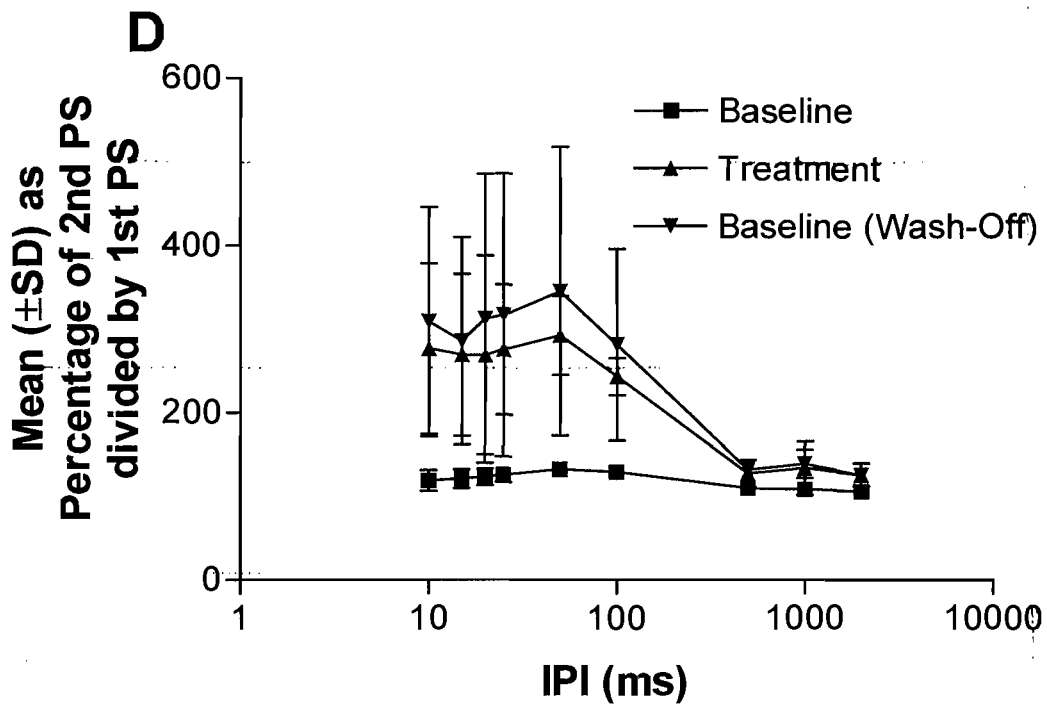 D
Mean (±SD) as
Percentage of 2nd PS
divided by 1st PS
600
400
200
0
Baseline
Treatment
Baseline (Wash-Off)
1 10 100 1000 10000
IPI (ms)